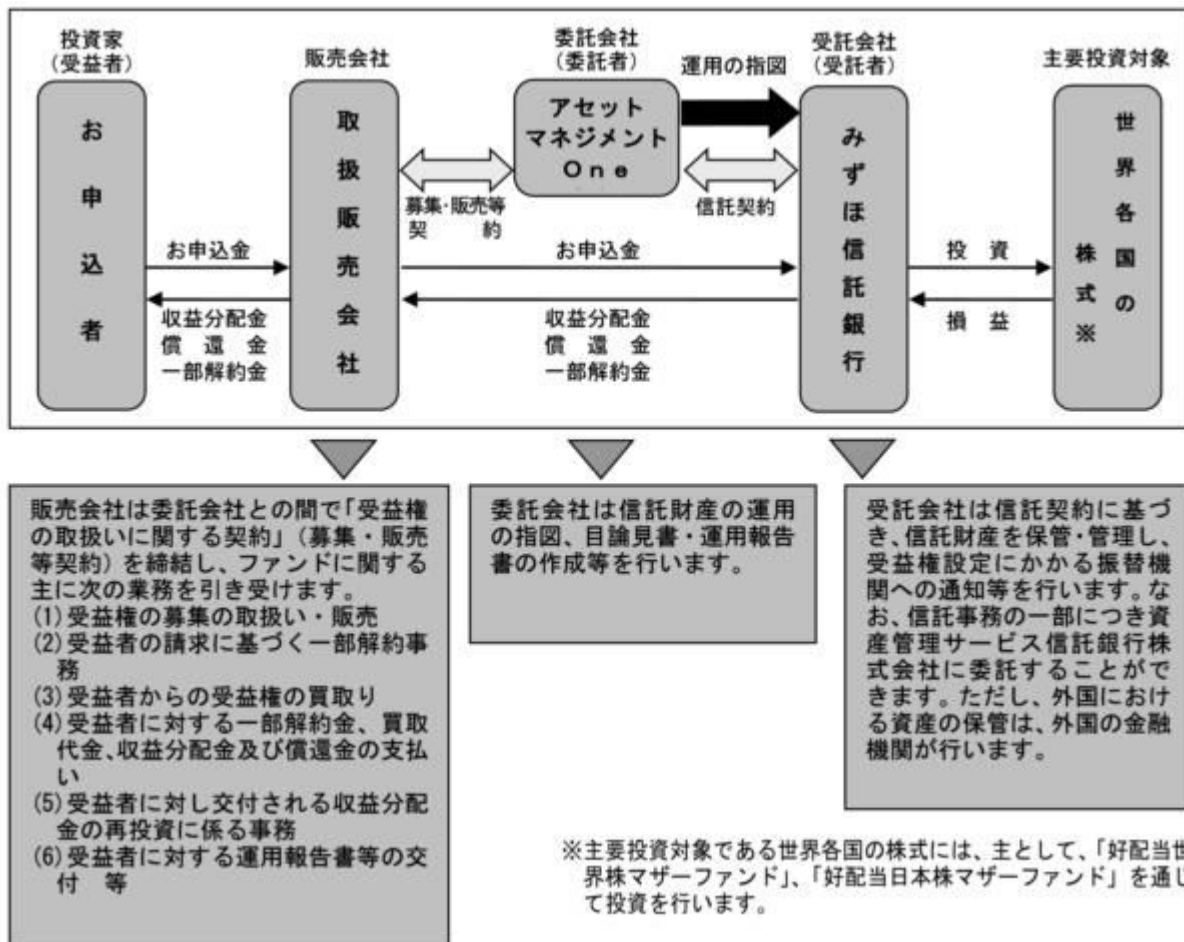 投資家
（受益者）
お申込者
販売会社
取扱販売会社
委託会社
（委託者）
アセット
マネジメント
One
運用の指図
受託会社
（受託者）
みずほ信託銀行
主要投資対象
世界各国の
株式※
募集・販売等
契　約
信託契約
お申込金
収益分配金
償　還　金
一部解約金
お申込金
収益分配金
償　還　金
一部解約金
投　資
損　益
販売会社は委託会社との間で「受益権
の取扱いに関する契約」（募集・販売
等契約）を締結し、ファンドに関する
主に次の業務を引き受けます。
(1)受益権の募集の取扱い・販売
(2)受益者の請求に基づく一部解約事
務
(3)受益者からの受益権の買取り
(4)受益者に対する一部解約金、買取
代金、収益分配金及び償還金の支払
い
(5)受益者に対し交付される収益分配
金の再投資に係る事務
(6)受益者に対する運用報告書等の交
付　等
委託会社は信託財産の運用
の指図、目論見書・運用報告
書の作成等を行います。
受託会社は信託契約に基づ
き、信託財産を保管・管理し、
受益権設定にかかる振替機
関への通知等を行います。な
お、信託事務の一部につき資
産管理サービス信託銀行株
式会社に委託することがで
きます。ただし、外国におけ
る資産の保管は、外国の金融
機関が行います。
※主要投資対象である世界各国の株式には、主として、「好配当世
界株マザーファンド」、「好配当日本株マザーファンド」を通じ
て投資を行います。